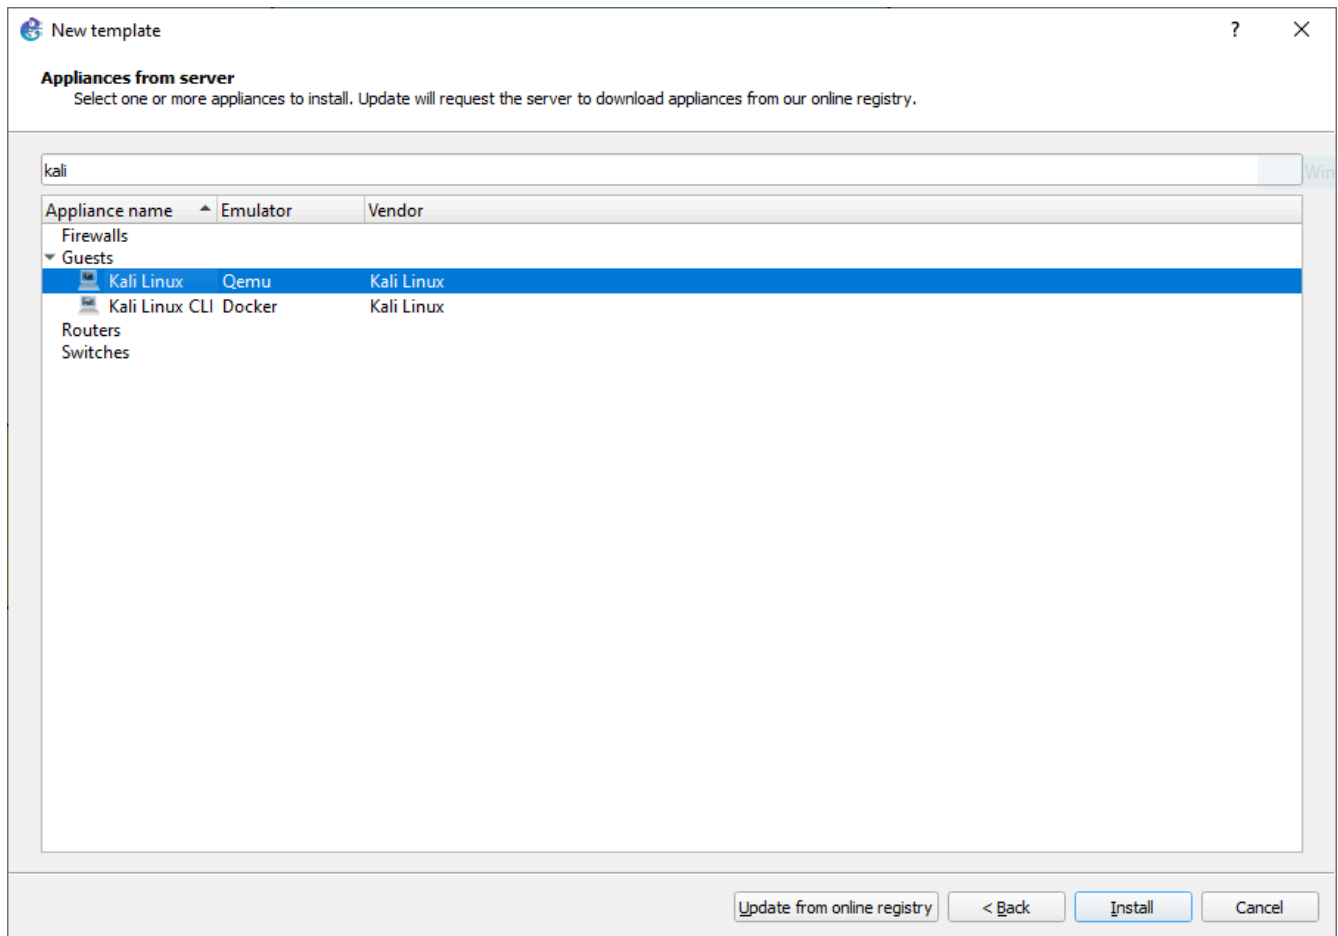 New template
?
Appliances from server
Select one or more appliances to install. Update will request the server to download appliances from our online registry.
kali
Win
Appliance name Emulator Vendor
Firewalls
Guests
Kali Linux Qemu Kali Linux
Kali Linux CLI Docker Kali Linux
Routers
Switches
Update from online registry < Back Install Cancel